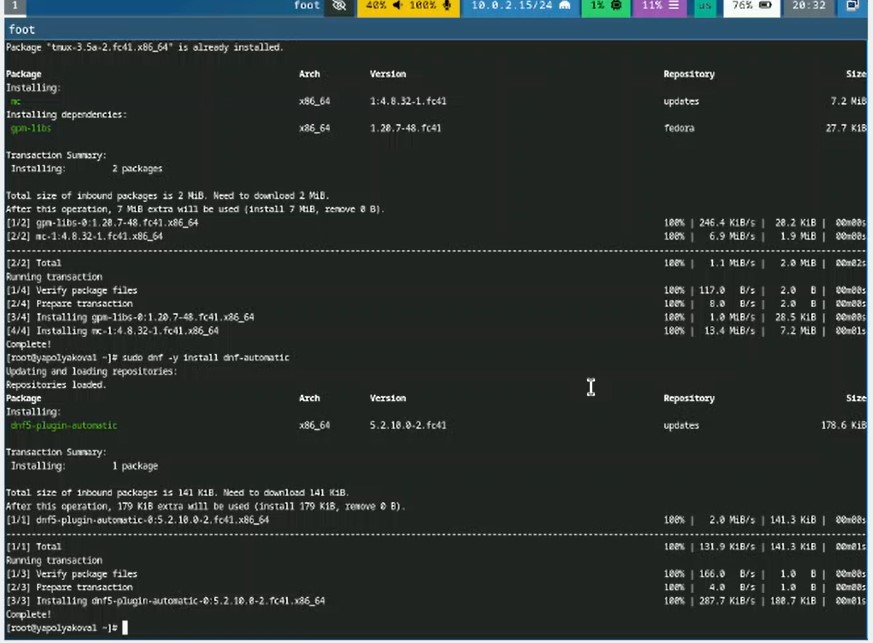 1 foot 40% 100% 10.0.2.15/24 1% 11% us 76% 20:32
foot
Package "tmux-3.5a-2.fc41.x86_64" is already installed.
Package Arch Version Repository Size
Installing:
mc x86_64 1:4.8.32-1.fc41 updates 7.2 MiB
Installing dependencies:
gpm-libs x86_64 1.20.7-48.fc41 fedora 27.7 KiB
Transaction Summary:
Installing: 2 packages
Total size of inbound packages is 2 MiB. Need to download 2 MiB.
After this operation, 7 MiB extra will be used (install 7 MiB, remove 0 B).
[1/2] gpm-libs-0:1.20.7-48.fc41.x86_64 100% | 246.4 KiB/s | 20.2 KiB | 00m00s
[2/2] mc-1:4.8.32-1.fc41.x86_64 100% | 6.9 MiB/s | 1.9 MiB | 00m00s
[2/2] Total 100% | 1.1 MiB/s | 2.0 MiB | 00m02s
Running transaction
[1/4] Verify package files 100% | 117.0 B/s | 2.0 B | 00m00s
[2/4] Prepare transaction 100% | 8.0 B/s | 2.0 B | 00m00s
[3/4] Installing gpm-libs-0:1.20.7-48.fc41.x86_64 100% | 1.0 MiB/s | 28.5 KiB | 00m00s
[4/4] Installing mc-1:4.8.32-1.fc41.x86_64 100% | 13.4 MiB/s | 7.2 MiB | 00m01s
Complete!
[root@yapolyakoval ~]# sudo dnf -y install dnf-automatic
Updating and loading repositories:
Repositories loaded.
Package Arch Version Repository Size
Installing:
dnf5-plugin-automatic x86_64 5.2.10.0-2.fc41 updates 178.6 KiB
Transaction Summary:
Installing: 1 package
Total size of inbound packages is 141 KiB. Need to download 141 KiB.
After this operation, 179 KiB extra will be used (install 179 KiB, remove 0 B).
[1/1] dnf5-plugin-automatic-0:5.2.10.0-2.fc41.x86_64 100% | 2.0 MiB/s | 141.3 KiB | 00m00s
[1/1] Total 100% | 131.9 KiB/s | 141.3 KiB | 00m01s
Running transaction
[1/3] Verify package files 100% | 166.0 B/s | 1.0 B | 00m00s
[2/3] Prepare transaction 100% | 4.0 B/s | 1.0 B | 00m00s
[3/3] Installing dnf5-plugin-automatic-0:5.2.10.0-2.fc41.x86_64 100% | 287.7 KiB/s | 180.7 KiB | 00m01s
Complete!
[root@yapolyakoval ~]#